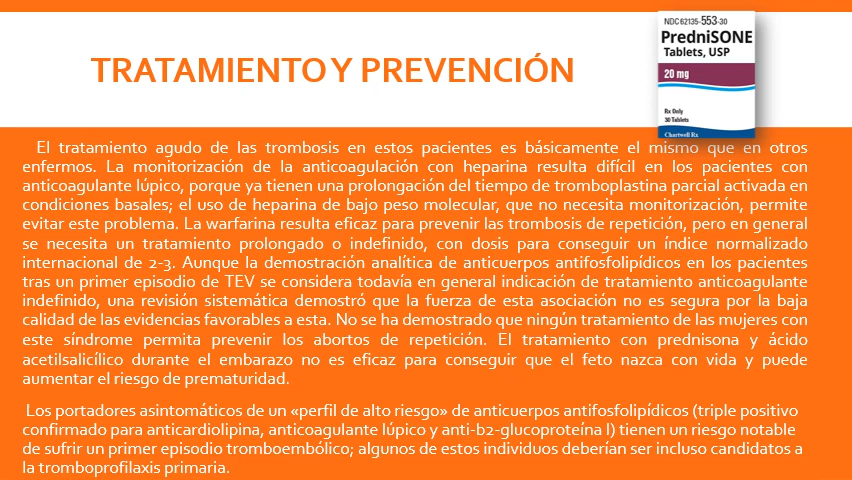 NDC 62135-553-30
PredniSONE
Tablets, USP
20 mg
Rx Only
30 Tablets
Chartwell Rx
TRATAMIENTO Y PREVENCIÓN
El tratamiento agudo de las trombosis en estos pacientes es básicamente el mismo que en otros
enfermos. La monitorización de la anticoagulación con heparina resulta difícil en los pacientes con
anticoagulante lúpico, porque ya tienen una prolongación del tiempo de tromboplastina parcial activada en
condiciones basales; el uso de heparina de bajo peso molecular, que no necesita monitorización, permite
evitar este problema. La warfarina resulta eficaz para prevenir las trombosis de repetición, pero en general
se necesita un tratamiento prolongado o indefinido, con dosis para conseguir un índice normalizado
internacional de 2-3. Aunque la demostración analítica de anticuerpos antifosfolipídicos en los pacientes
tras un primer episodio de TEV se considera todavía en general indicación de tratamiento anticoagulante
indefinido, una revisión sistemática demostró que la fuerza de esta asociación no es segura por la baja
calidad de las evidencias favorables a esta. No se ha demostrado que ningún tratamiento de las mujeres con
este síndrome permita prevenir los abortos de repetición. El tratamiento con prednisona y ácido
acetilsalicílico durante el embarazo no es eficaz para conseguir que el feto nazca con vida y puede
aumentar el riesgo de prematuridad.
Los portadores asintomáticos de un «perfil de alto riesgo» de anticuerpos antifosfolipídicos (triple positivo
confirmado para anticardiolipina, anticoagulante lúpico y anti-b2-glucoproteína I) tienen un riesgo notable
de sufrir un primer episodio tromboembólico; algunos de estos individuos deberían ser incluso candidatos a
la tromboprofilaxis primaria.